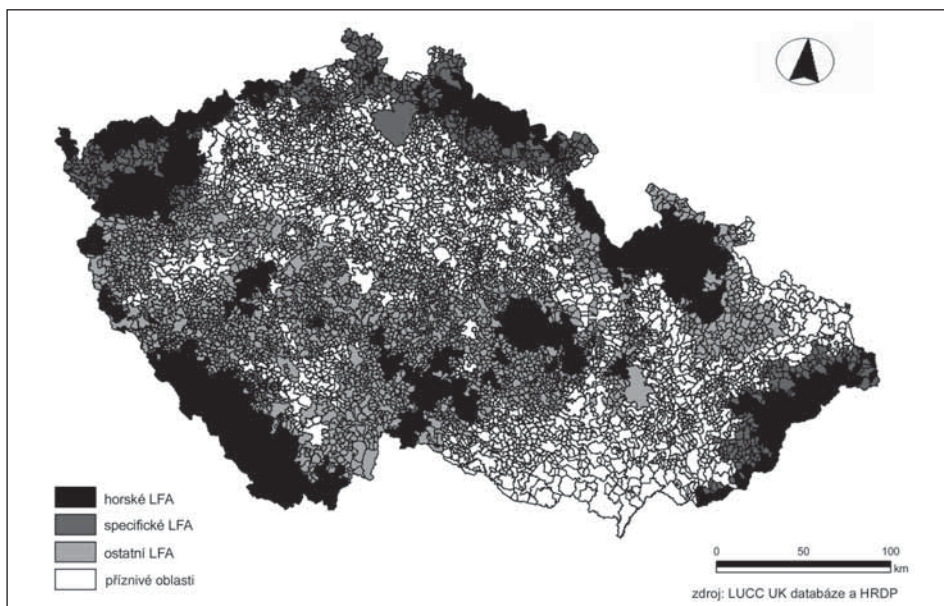 horské LFA
specifické LFA
ostatní LFA
příznivé oblasti
0 50 100
km
zdroj: LUCC UK databáze a HRDP